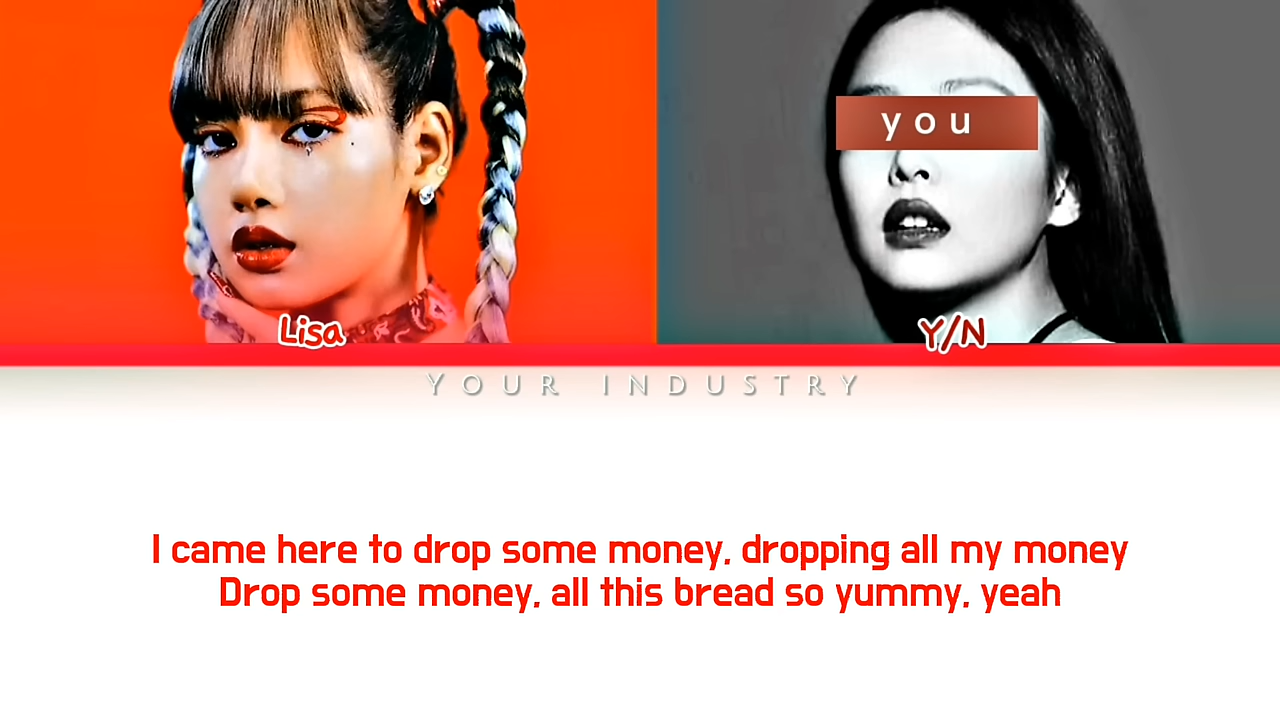 you
Lisa
Y/N
YOUR INDUSTRY
I came here to drop some money, dropping all my money
Drop some money, all this bread so yummy, yeah